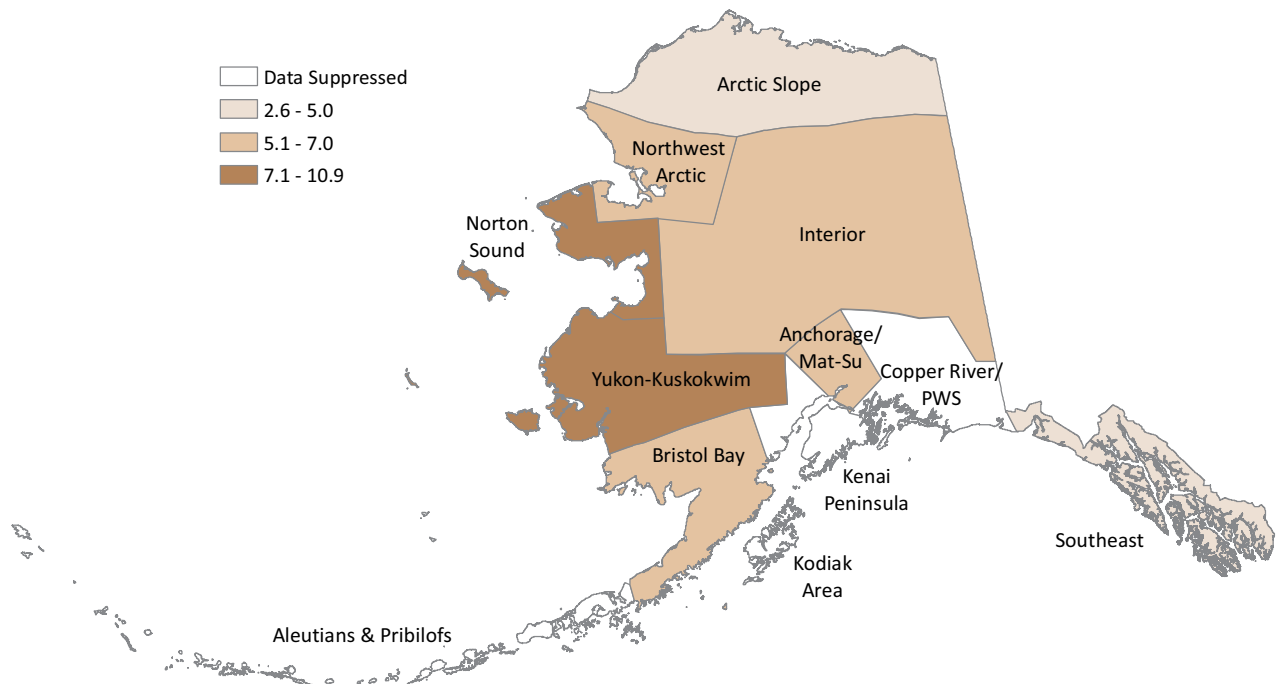 Data Suppressed
2.6 - 5.0
5.1 - 7.0
7.1 - 10.9
Arctic Slope
Northwest
Arctic
Norton
Sound
Interior
Anchorage/
Mat-Su
Copper River/
PWS
Yukon-Kuskokwim
Bristol Bay
Kenai
Peninsula
Southeast
Kodiak
Area
Aleutians & Pribilofs